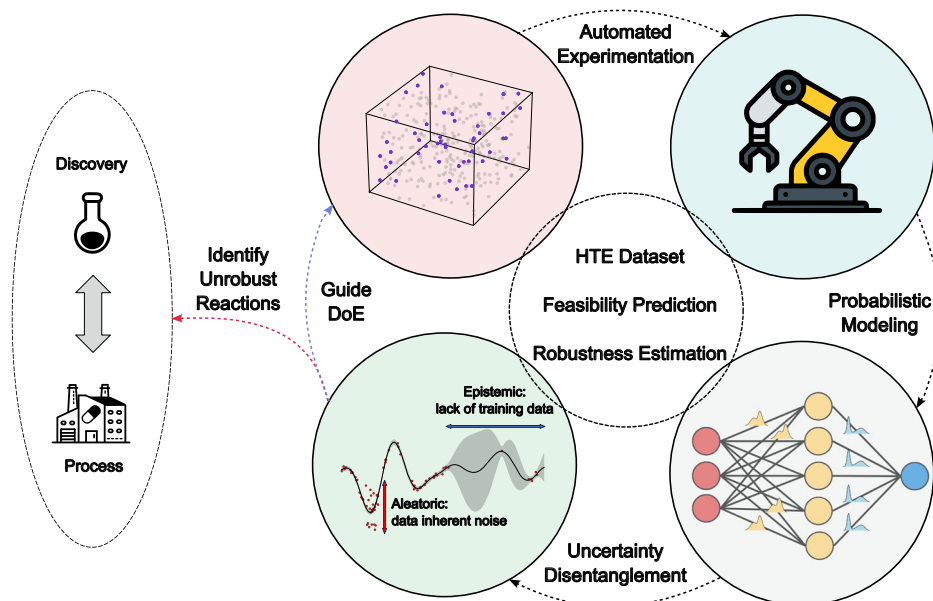 Automated
Experimentation
Discovery
Identify
Unrobust
Reactions
Guide
DoE
HTE Dataset
Feasibility Prediction
Robustness Estimation
Probabilistic
Modeling
Epistemic:
lack of training data
Aleatoric:
data inherent noise
Process
Uncertainty
Disentanglement